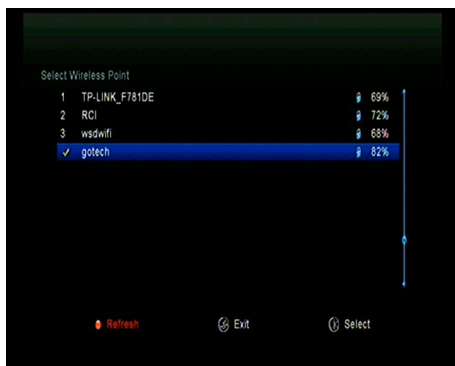 Select Wireless Point
1 TP-LINK_F781DE 69%
2 RCI 72%
3 wsdwifi 68%
gotech 82%
Refresh Exit Select